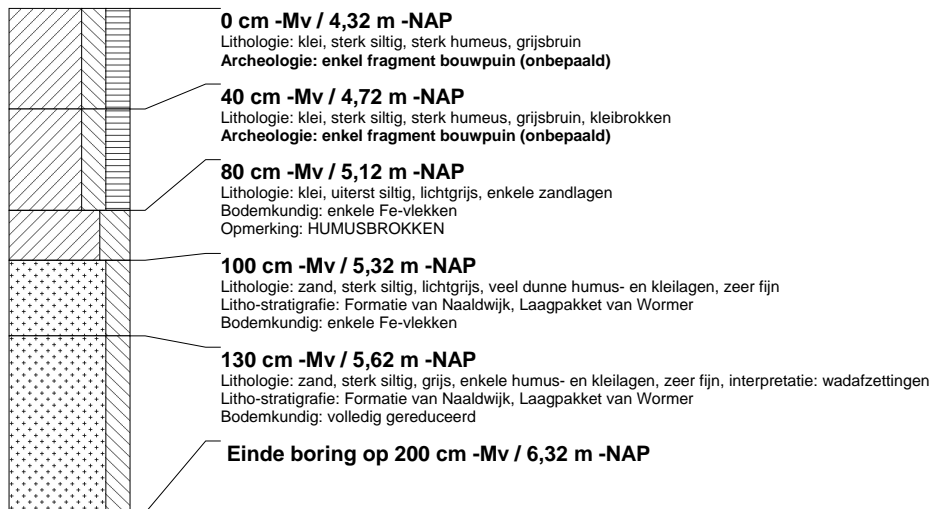 0 cm -Mv / 4,32 m -NAP
Lithologie: klei, sterk siltig, sterk humeus, grijsbruin
Archeologie: enkel fragment bouwpuin (onbepaald)
40 cm -Mv / 4,72 m -NAP
Lithologie: klei, sterk siltig, sterk humeus, grijsbruin, kleibrokken
Archeologie: enkel fragment bouwpuin (onbepaald)
80 cm -Mv / 5,12 m -NAP
Lithologie: klei, uiterst siltig, lichtgrijs, enkele zandlagen
Bodemkundig: enkele Fe-vlekken
Opmerking: HUMUSBROKKEN
100 cm -Mv / 5,32 m -NAP
Lithologie: zand, sterk siltig, lichtgrijs, veel dunne humus- en kleilagen, zeer fijn
Litho-stratigrafie: Formatie van Naaldwijk, Laagpakket van Wormer
Bodemkundig: enkele Fe-vlekken
130 cm -Mv / 5,62 m -NAP
Lithologie: zand, sterk siltig, grijs, enkele humus- en kleilagen, zeer fijn, interpretatie: wadafzettingen
Litho-stratigrafie: Formatie van Naaldwijk, Laagpakket van Wormer
Bodemkundig: volledig gereduceerd
Einde boring op 200 cm -Mv / 6,32 m -NAP